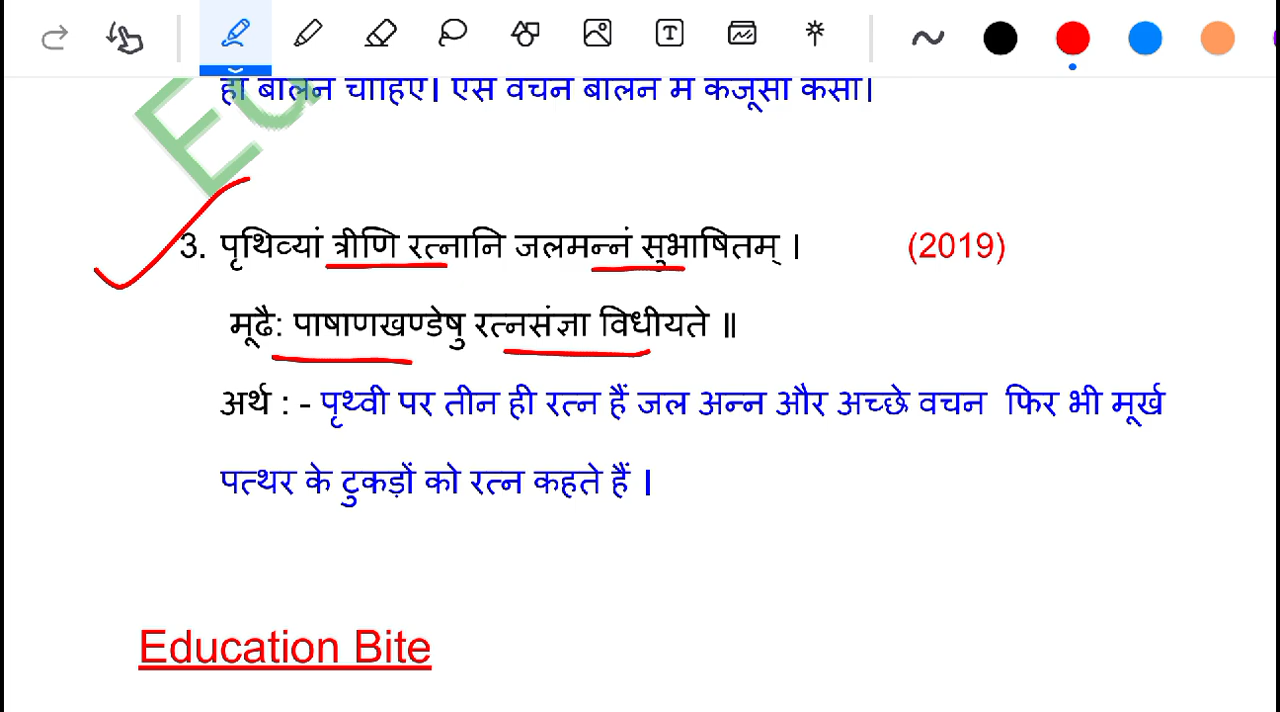 3. पृथिव्यां त्रीणि रत्नानि जलमन्नं सुभाषितम् । (2019)
मूढै: पाषाणखण्डेषु रत्नसंज्ञा विधीयते ॥
अर्थ : - पृथ्वी पर तीन ही रत्न हैं जल अन्न और अच्छे वचन फिर भी मूर्ख
पत्थर के टुकड़ों को रत्न कहते हैं ।
Education Bite